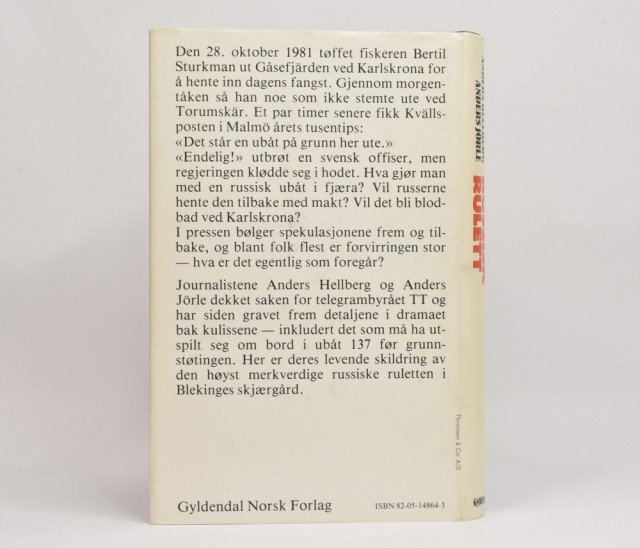 Den 28. oktober 1981 tøffet fiskeren Bertil
Sturkman ut Gåsefjärden ved Karlskrona for
å hente inn dagens fangst. Gjennom morgen-
tåken så han noe som ikke stemte ute ved
Torumskär. Et par timer senere fikk Kvälls-
posten i Malmö årets tusentips:
«Det står en ubåt på grunn her ute.»
«Endelig!» utbrøt en svensk offiser, men
regjeringen klødde seg i hodet. Hva gjør man
med en russisk ubåt i fjæra? Vil russerne
hente den tilbake med makt? Vil det bli blod-
bad ved Karlskrona?
I pressen bølger spekulasjonene frem og til-
bake, og blant folk flest er forvirringen stor
— hva er det egentlig som foregår?
Journalistene Anders Hellberg og Anders
Jörle dekket saken for telegrambyrået TT og
har siden gravet frem detaljene i dramaet
bak kulissene — inkludert det som må ha ut-
spilt seg om bord i ubåt 137 før grunn-
støtingen. Her er deres levende skildring av
den høyst merkverdige russiske ruletten i
Blekinges skjærgård.
Thronsen & Co. A/S
Gyldendal Norsk Forlag
ISBN 82-05-14864-3
ANDERS JÖRLE
RULETT